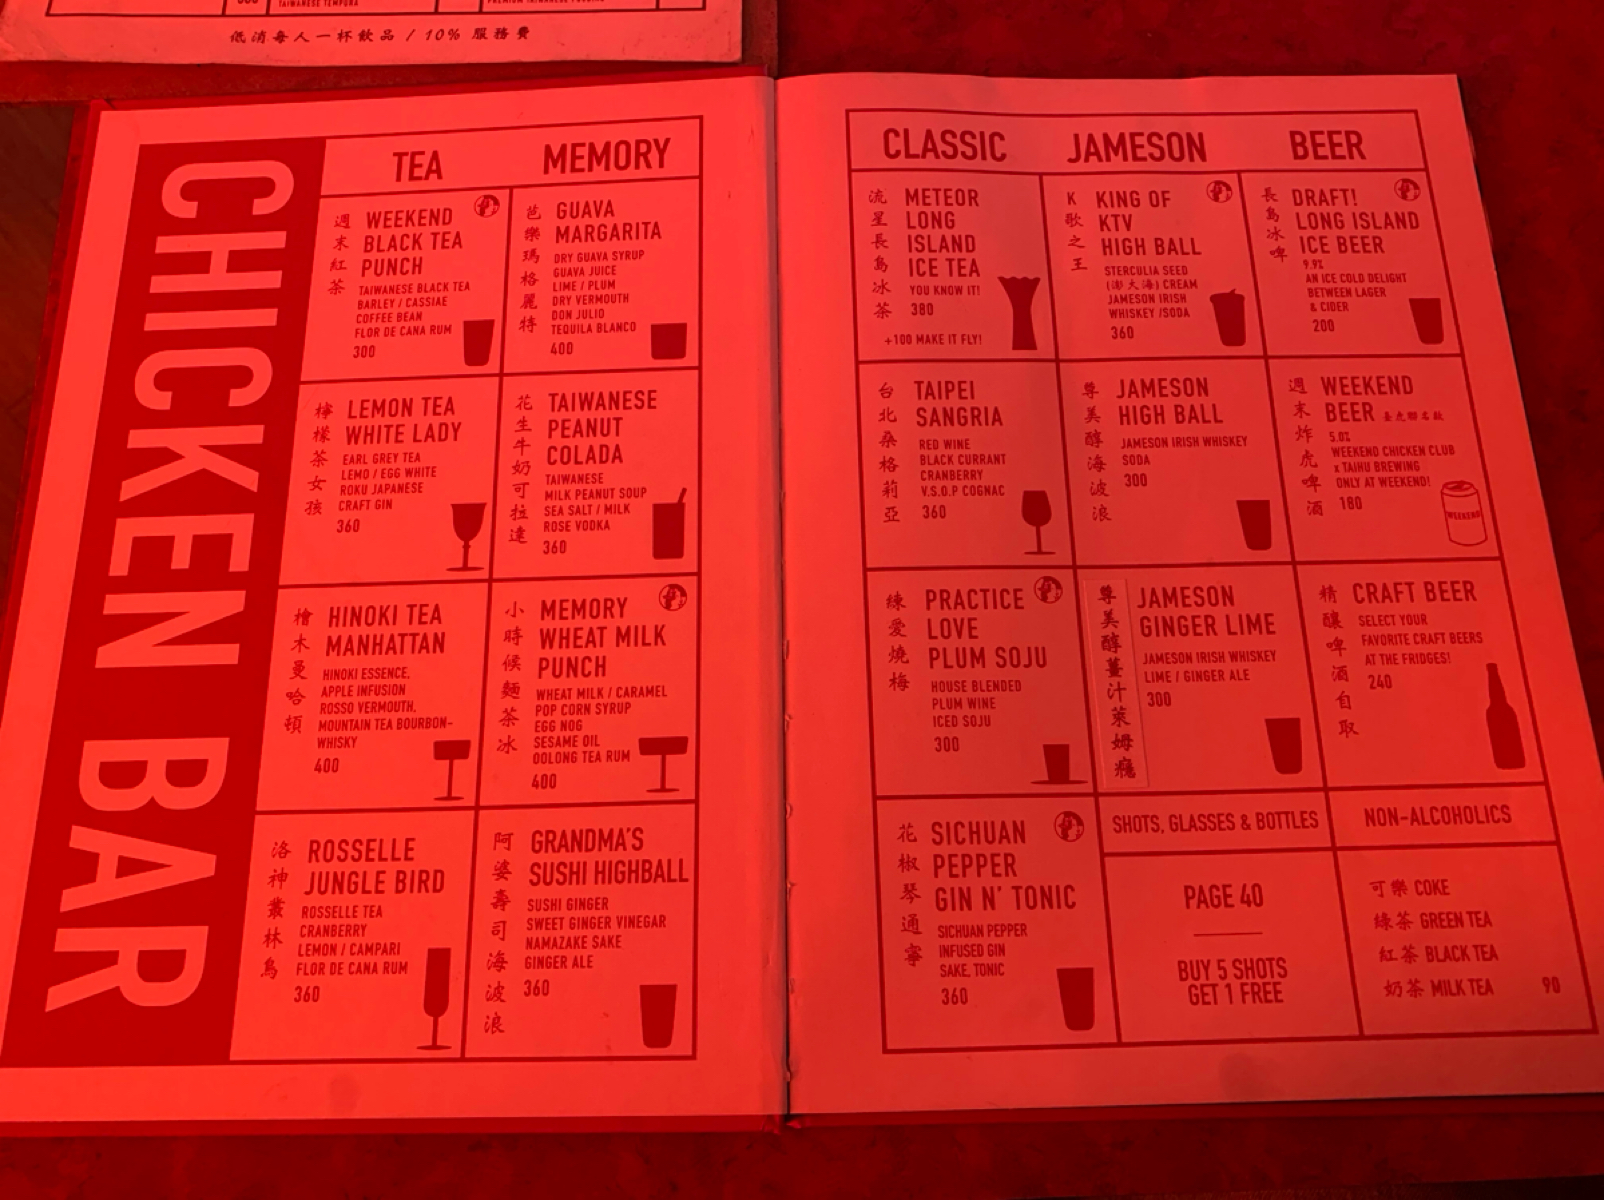 TAIWANESE TEMPURA
低消每人一杯飲品 / 10% 服務費
CHICKEN BAR
TEA
週末紅茶
WEEKEND
BLACK TEA
PUNCH
TAIWANESE BLACK TEA
BARLEY / CASSIAE
COFFEE BEAN
FLOR DE CANA RUM
300
檸檬茶女孩
LEMON TEA
WHITE LADY
EARL GREY TEA
LEMO / EGG WHITE
ROKU JAPANESE
CRAFT GIN
360
檜木曼哈頓
HINOKI TEA
MANHATTAN
HINOKI ESSENCE,
APPLE INFUSION
ROSSO VERMOUTH,
MOUNTAIN TEA BOURBON-
WHISKY
400
洛神叢林鳥
ROSSELLE
JUNGLE BIRD
ROSSELLE TEA
CRANBERRY
LEMON / CAMPARI
FLOR DE CANA RUM
360
MEMORY
芭樂瑪格麗特
GUAVA
MARGARITA
DRY GUAVA SYRUP
GUAVA JUICE
LIME / PLUM
DRY VERMOUTH
DON JULIO
TEQUILA BLANCO
400
花生牛奶可拉達
TAIWANESE
PEANUT
COLADA
TAIWANESE
MILK PEANUT SOUP
SEA SALT / MILK
ROSE VODKA
360
小時候麵茶冰
MEMORY
WHEAT MILK
PUNCH
WHEAT MILK / CARAMEL
POP CORN SYRUP
EGG NOG
SESAME OIL
OOLONG TEA RUM
400
阿婆壽司海波浪
GRANDMA'S
SUSHI HIGHBALL
SUSHI GINGER
SWEET GINGER VINEGAR
NAMAZAKE SAKE
GINGER ALE
360
CLASSIC
流星長島冰茶
METEOR
LONG
ISLAND
ICE TEA
YOU KNOW IT!
380
+100 MAKE IT FLY!
台北桑格莉亞
TAIPEI
SANGRIA
RED WINE
BLACK CURRANT
CRANBERRY
V.S.O.P COGNAC
360
練愛燒梅
PRACTICE
LOVE
PLUM SOJU
HOUSE BLENDED
PLUM WINE
ICED SOJU
300
花椒琴通寧
SICHUAN
PEPPER
GIN N' TONIC
SICHUAN PEPPER
INFUSED GIN
SAKE, TONIC
360
JAMESON
K歌之王
KING OF
KTV
HIGH BALL
STERCULIA SEED
(澎大海) CREAM
JAMESON IRISH
WHISKEY /SODA
360
尊美醇海波浪
JAMESON
HIGH BALL
JAMESON IRISH WHISKEY
SODA
300
尊美醇薑汁萊姆癮
JAMESON
GINGER LIME
JAMESON IRISH WHISKEY
LIME / GINGER ALE
300
SHOTS, GLASSES & BOTTLES
PAGE 40
BUY 5 SHOTS
GET 1 FREE
BEER
長島冰啤
DRAFT!
LONG ISLAND
ICE BEER
9.9%
AN ICE COLD DELIGHT
BETWEEN LAGER
& CIDER
200
週末炸虎啤酒
WEEKEND
BEER
5.0%
WEEKEND CHICKEN CLUB
x TAIHU BREWING
ONLY AT WEEKEND!
180
WEEKEND
精釀啤酒自取
CRAFT BEER
SELECT YOUR
FAVORITE CRAFT BEERS
AT THE FRIDGES!
240
NON-ALCOHOLICS
可樂 COKE
綠茶 GREEN TEA
紅茶 BLACK TEA
奶茶 MILK TEA 90